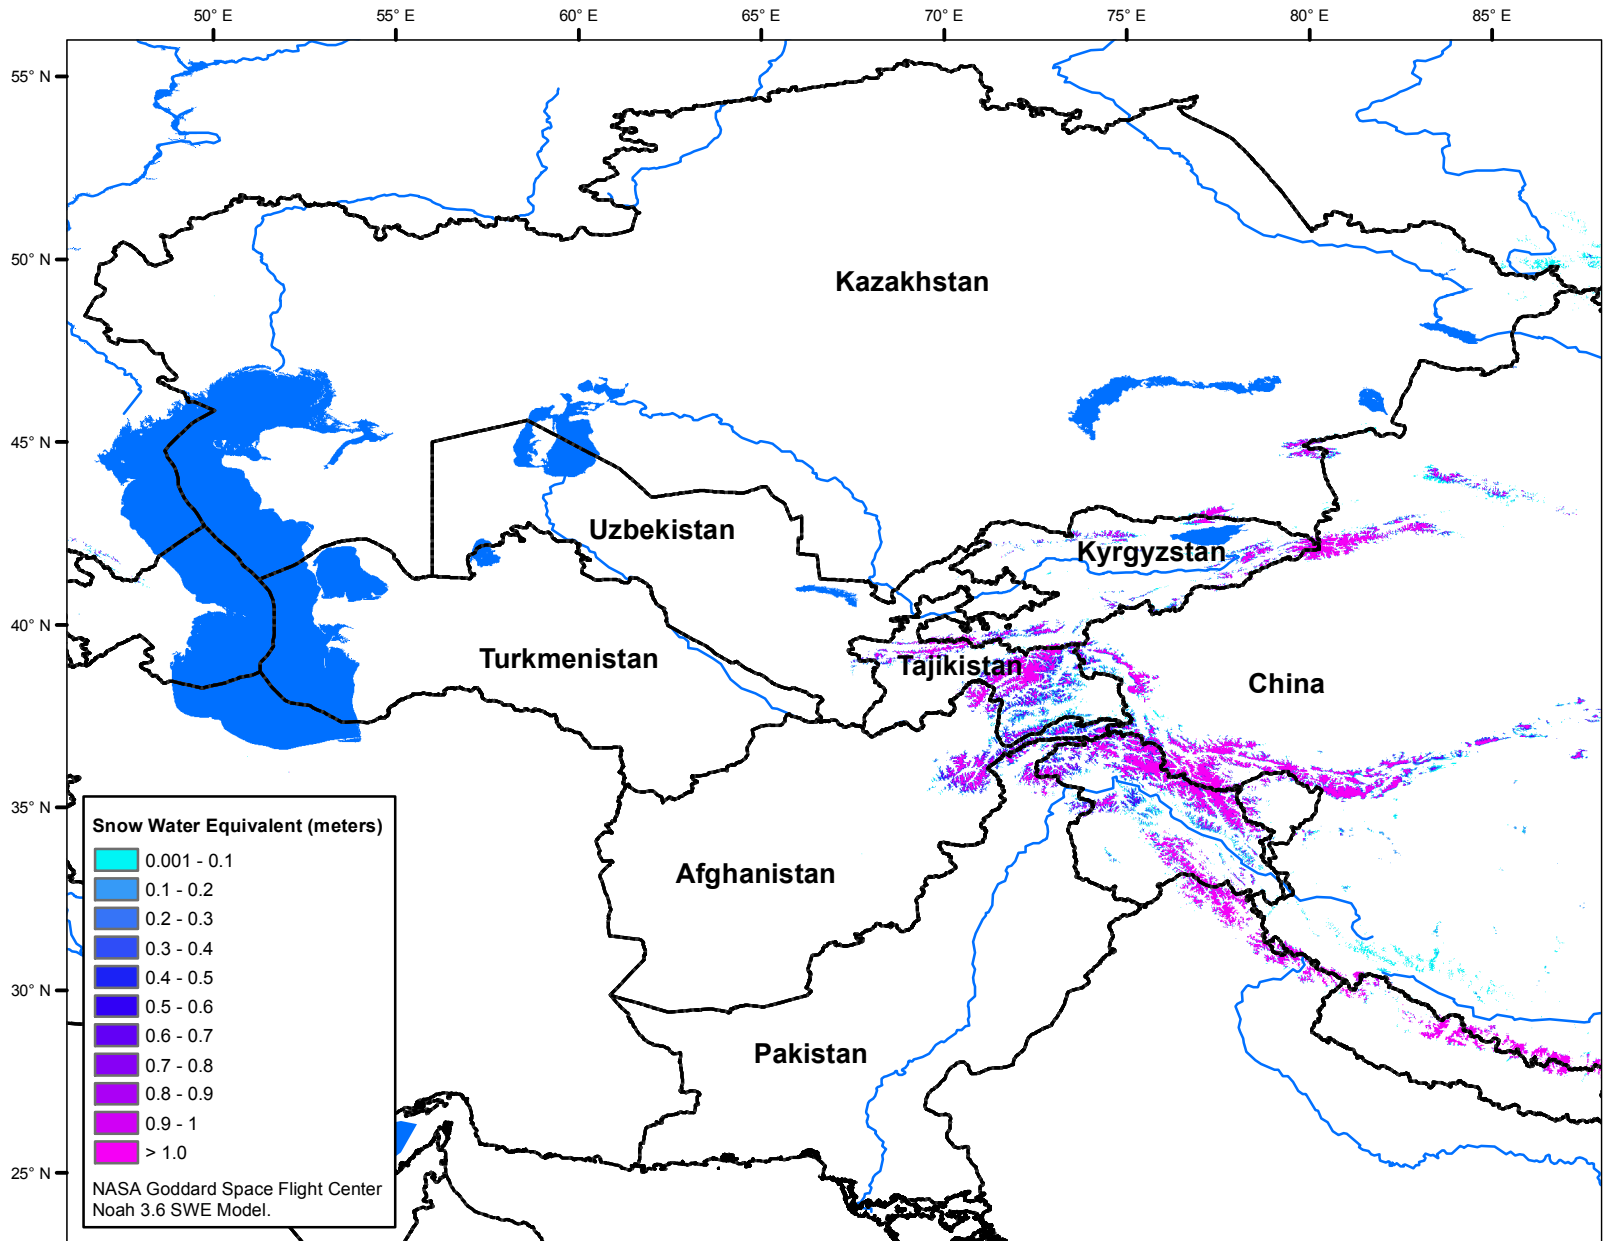 50° E 55° E 60° E 65° E 70° E 75° E 80° E 85° E
55° N
50° N
Kazakhstan
45° N
Uzbekistan
Kyrgyzstan
40° N
Turkmenistan
Tajikistan
China
35° N
Snow Water Equivalent (meters)
0.001 - 0.1
0.1 - 0.2
0.2 - 0.3
0.3 - 0.4
0.4 - 0.5
0.5 - 0.6
0.6 - 0.7
0.7 - 0.8
0.8 - 0.9
0.9 - 1
> 1.0
NASA Goddard Space Flight Center
Noah 3.6 SWE Model.
Afghanistan
30° N
Pakistan
25° N